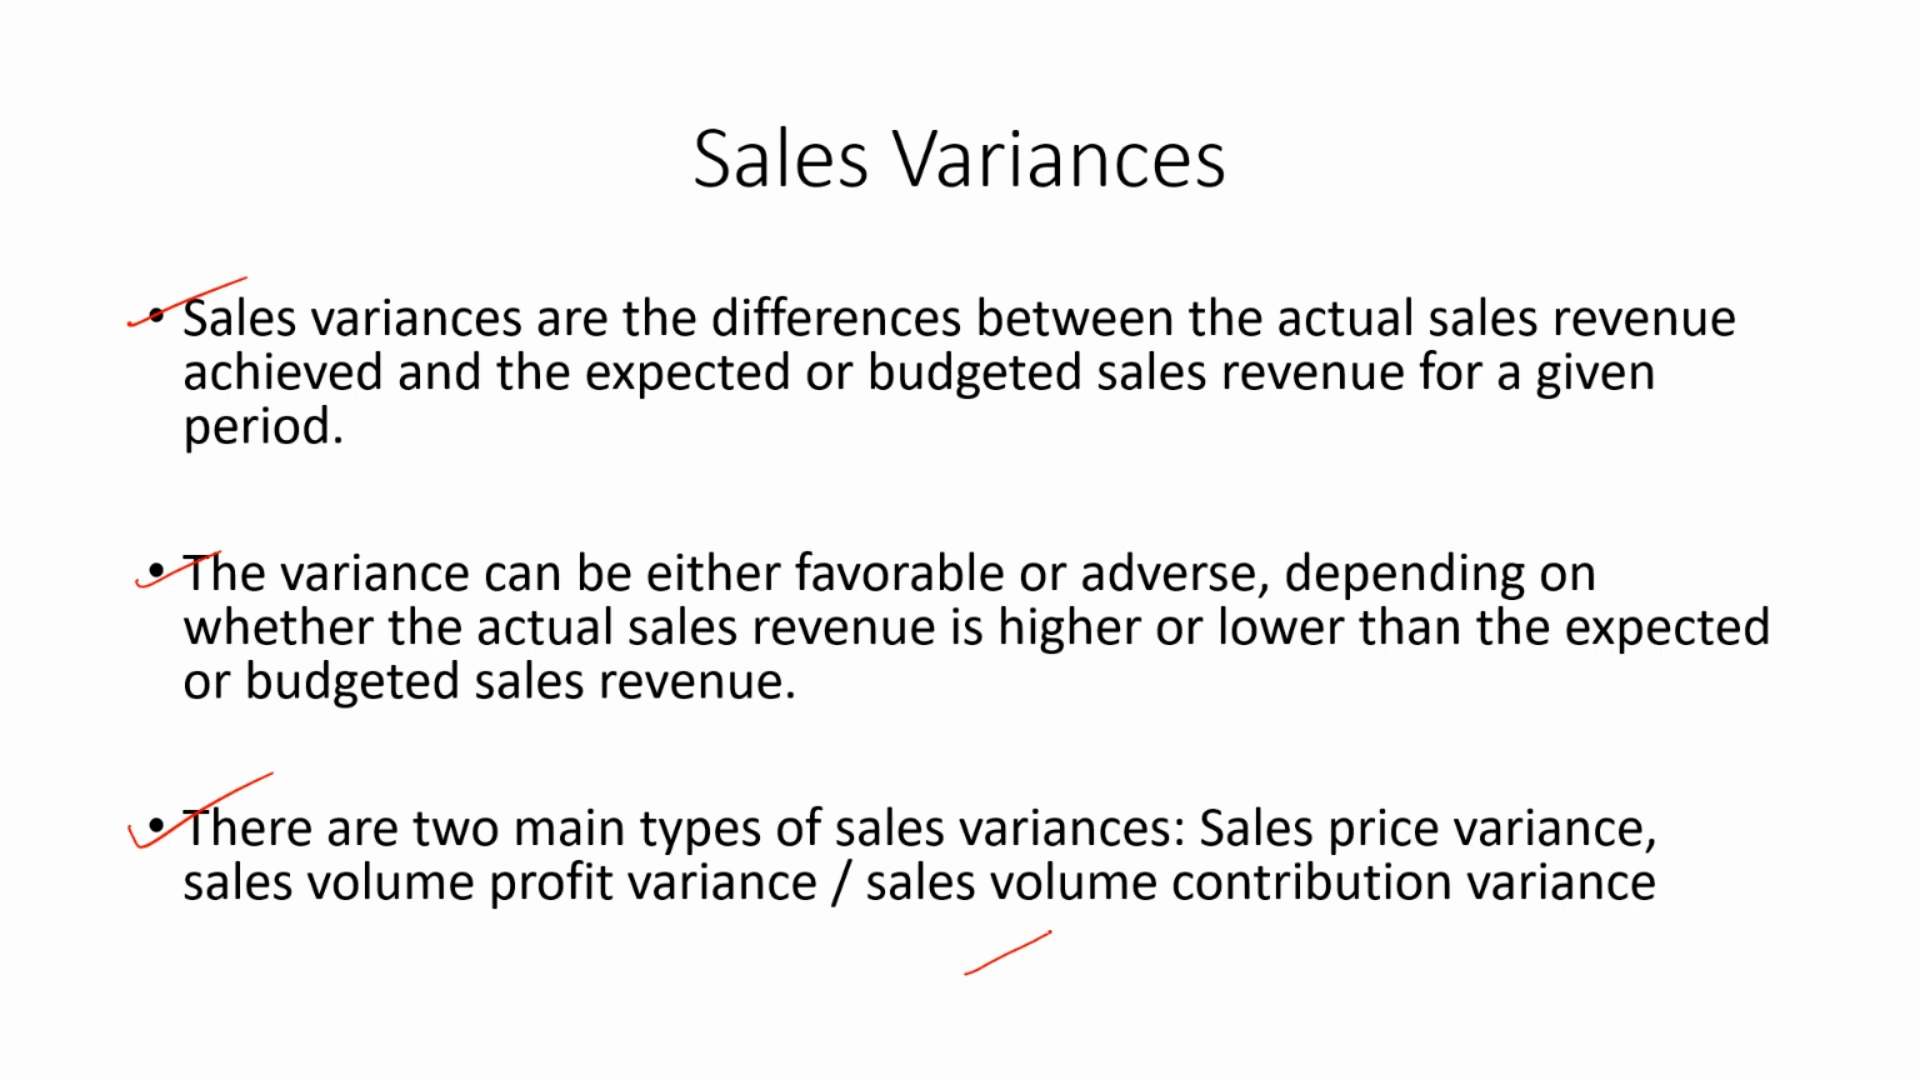 Sales Variances
• Sales variances are the differences between the actual sales revenue
achieved and the expected or budgeted sales revenue for a given
period.
• The variance can be either favorable or adverse, depending on
whether the actual sales revenue is higher or lower than the expected
or budgeted sales revenue.
• There are two main types of sales variances: Sales price variance,
sales volume profit variance / sales volume contribution variance